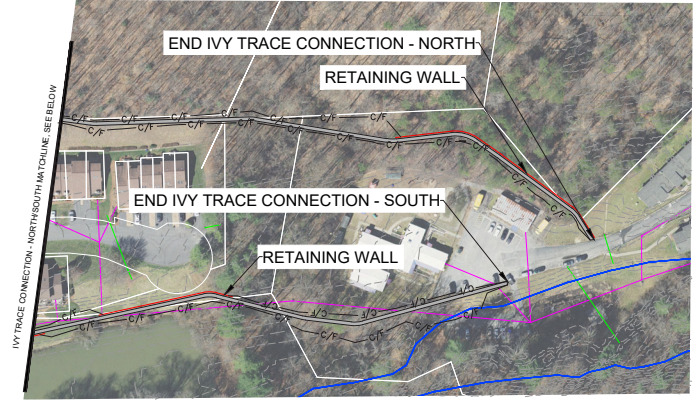 END IVY TRACE CONNECTION - NORTH
RETAINING WALL
IVY TRACE CONNECTION - NORTH/SOUTH MATCHLINE, SEE BELOW
C/F C/F C/F C/F C/F C/F
C/F C/F C/F C/F C/F
C/F
C/F
C/F
END IVY TRACE CONNECTION - SOUTH
RETAINING WALL
C/F C/F C/F C/F C/F C/F
C/F C/F C/F C/F C/F C/F C/F